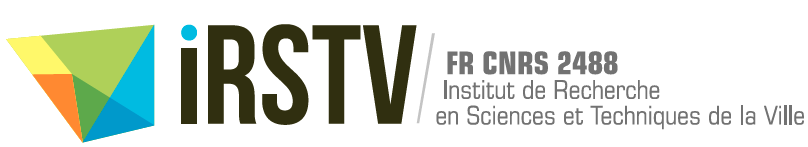 iRSTV
FR CNRS 2488
Institut de Recherche
en Sciences et Techniques de la Ville